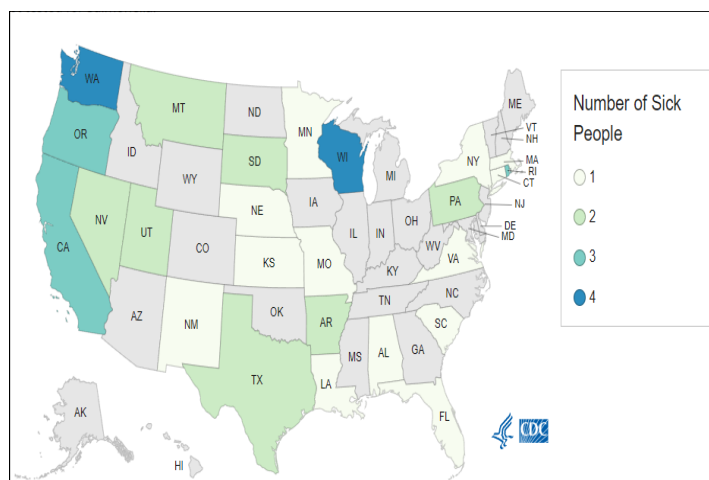 WA
MT
ND
MN
ME
OR
ID
SD
WI
VT
NH
WY
NY
MA
MI
RI
CT
NE
IA
PA
NJ
NV
UT
IL
IN
OH
DE
MD
CO
WV
CA
KS
MO
KY
VA
AZ
NM
OK
TN
NC
AR
SC
MS
AL
GA
TX
LA
FL
AK
HI
CDC
Number of Sick
People
1
2
3
4